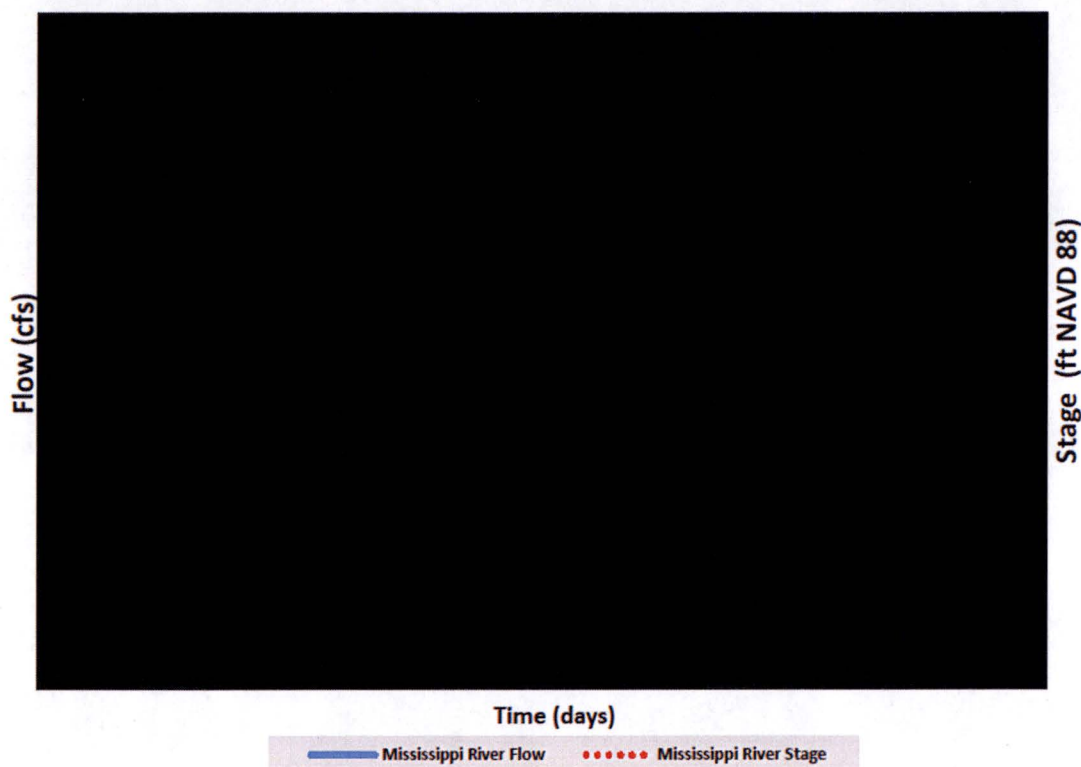 Flow (cfs)
Stage (ft NAVD 88)
Time (days)
Mississippi River Flow
Mississippi River Stage